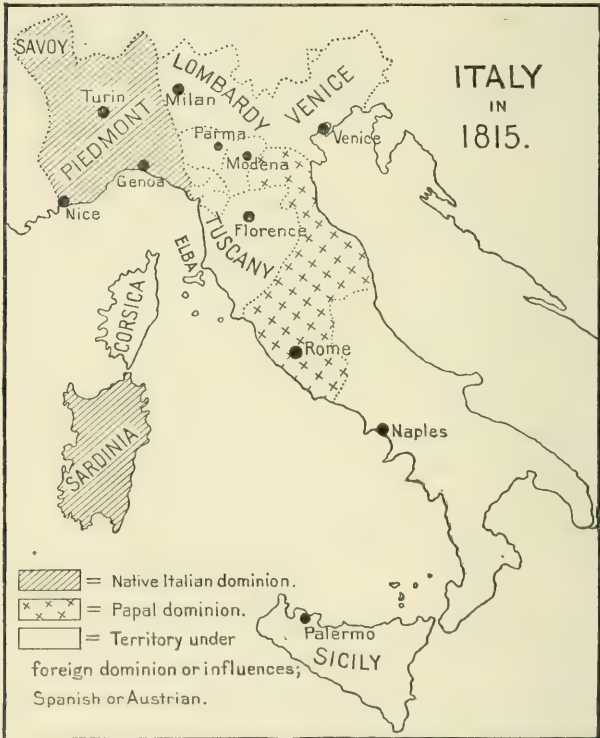 ITALY
IN
1815.
SAVOY
Turin
PIEDMONT
Genoa
Nice
LOMBARDY
Milan
VENICE
Venice
Parma
Modena
TUSCANY
Florence
ELBA
CORSICA
SARDINIA
Rome
Naples
Palermo
SICILY
= Native Italian dominion.
= Papal dominion.
= Territory under
foreign dominion or influences;
Spanish or Austrian.